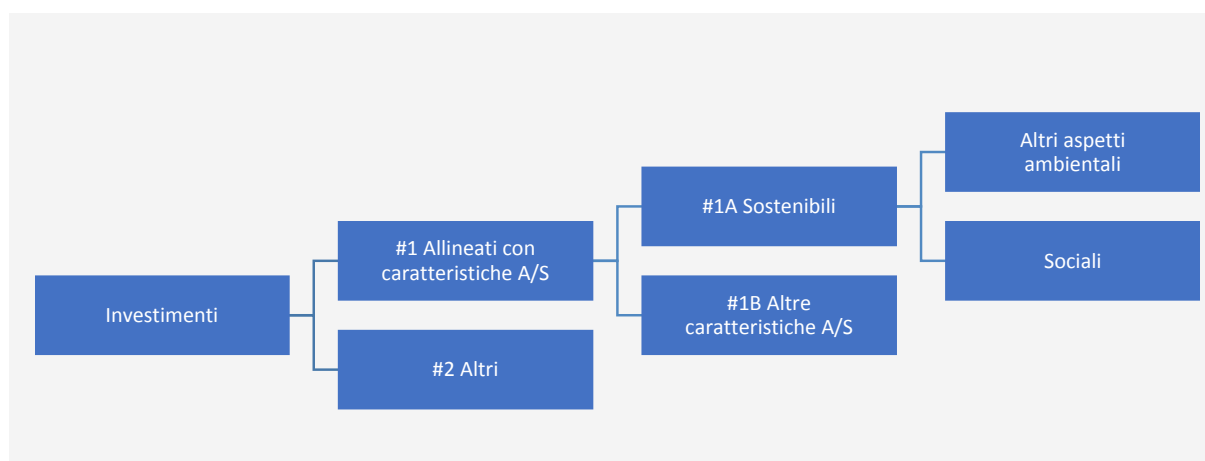 Investimenti
#1 Allineati con
caratteristiche A/S
#2 Altri
#1A Sostenibili
#1B Altre
caratteristiche A/S
Altri aspetti
ambientali
Sociali